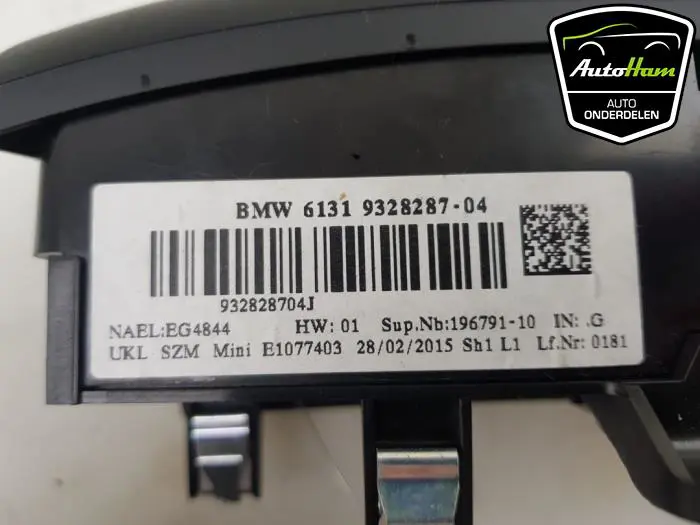 AutoHam
AUTO
ONDERDELEN
BMW 6131 9328287-04
932828704J
NAEL:EG4844 HW: 01 Sup.Nb:196791-10 IN: .G
UKL SZM Mini E1077403 28/02/2015 Sh1 L1 Lf.Nr: 0181